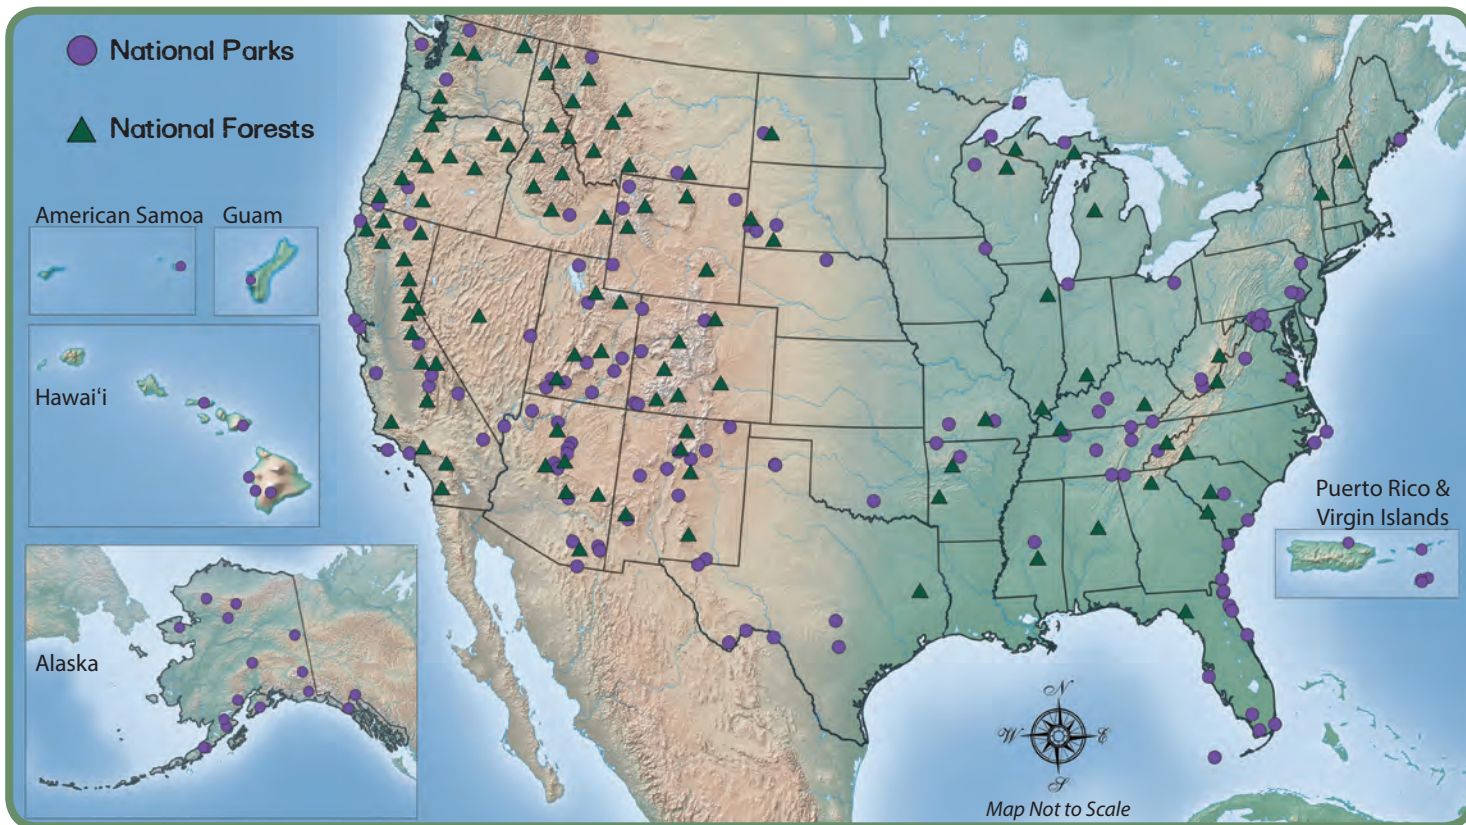 National Parks
National Forests
American Samoa
Guam
Hawai‘i
Alaska
Puerto Rico &
Virgin Islands
N
W
E
S
Map Not to Scale